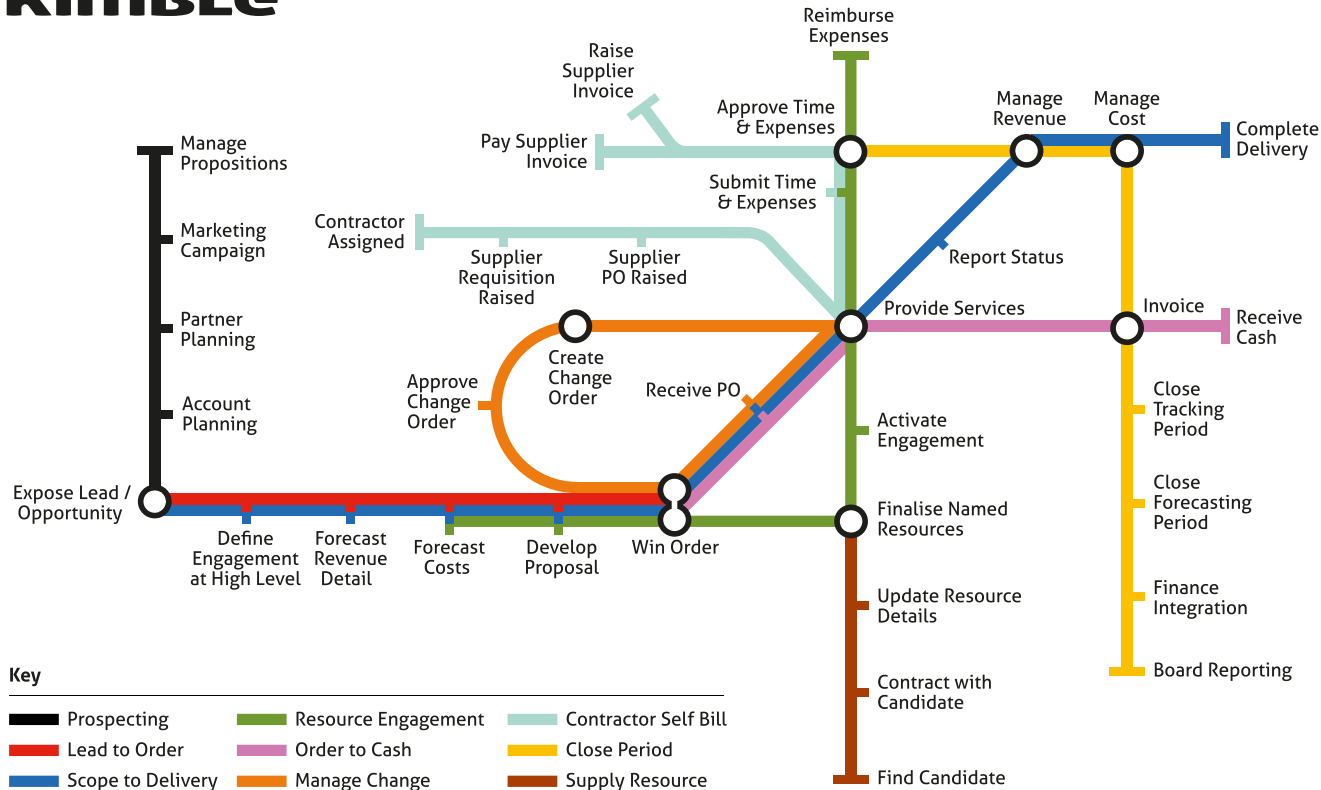 KimBLe
Reimburse
Expenses
Raise
Supplier
Invoice
Approve Time
& Expenses
Manage
Revenue
Manage
Cost
Complete
Delivery
Pay Supplier
Invoice
Manage
Propositions
Submit Time
& Expenses
Contractor
Assigned
Marketing
Campaign
Supplier
Requisition
Raised
Supplier
PO Raised
Report Status
Provide Services
Invoice
Receive
Cash
Partner
Planning
Create
Change
Order
Approve
Change
Order
Receive PO
Close
Tracking
Period
Account
Planning
Activate
Engagement
Expose Lead /
Opportunity
Close
Forecasting
Period
Finalise Named
Resources
Define
Engagement
at High Level
Forecast
Revenue
Detail
Forecast
Costs
Develop
Proposal
Win Order
Update Resource
Details
Finance
Integration
Board Reporting
Contract with
Candidate
Find Candidate
Key
Prospecting
Lead to Order
Scope to Delivery
Resource Engagement
Order to Cash
Manage Change
Contractor Self Bill
Close Period
Supply Resource